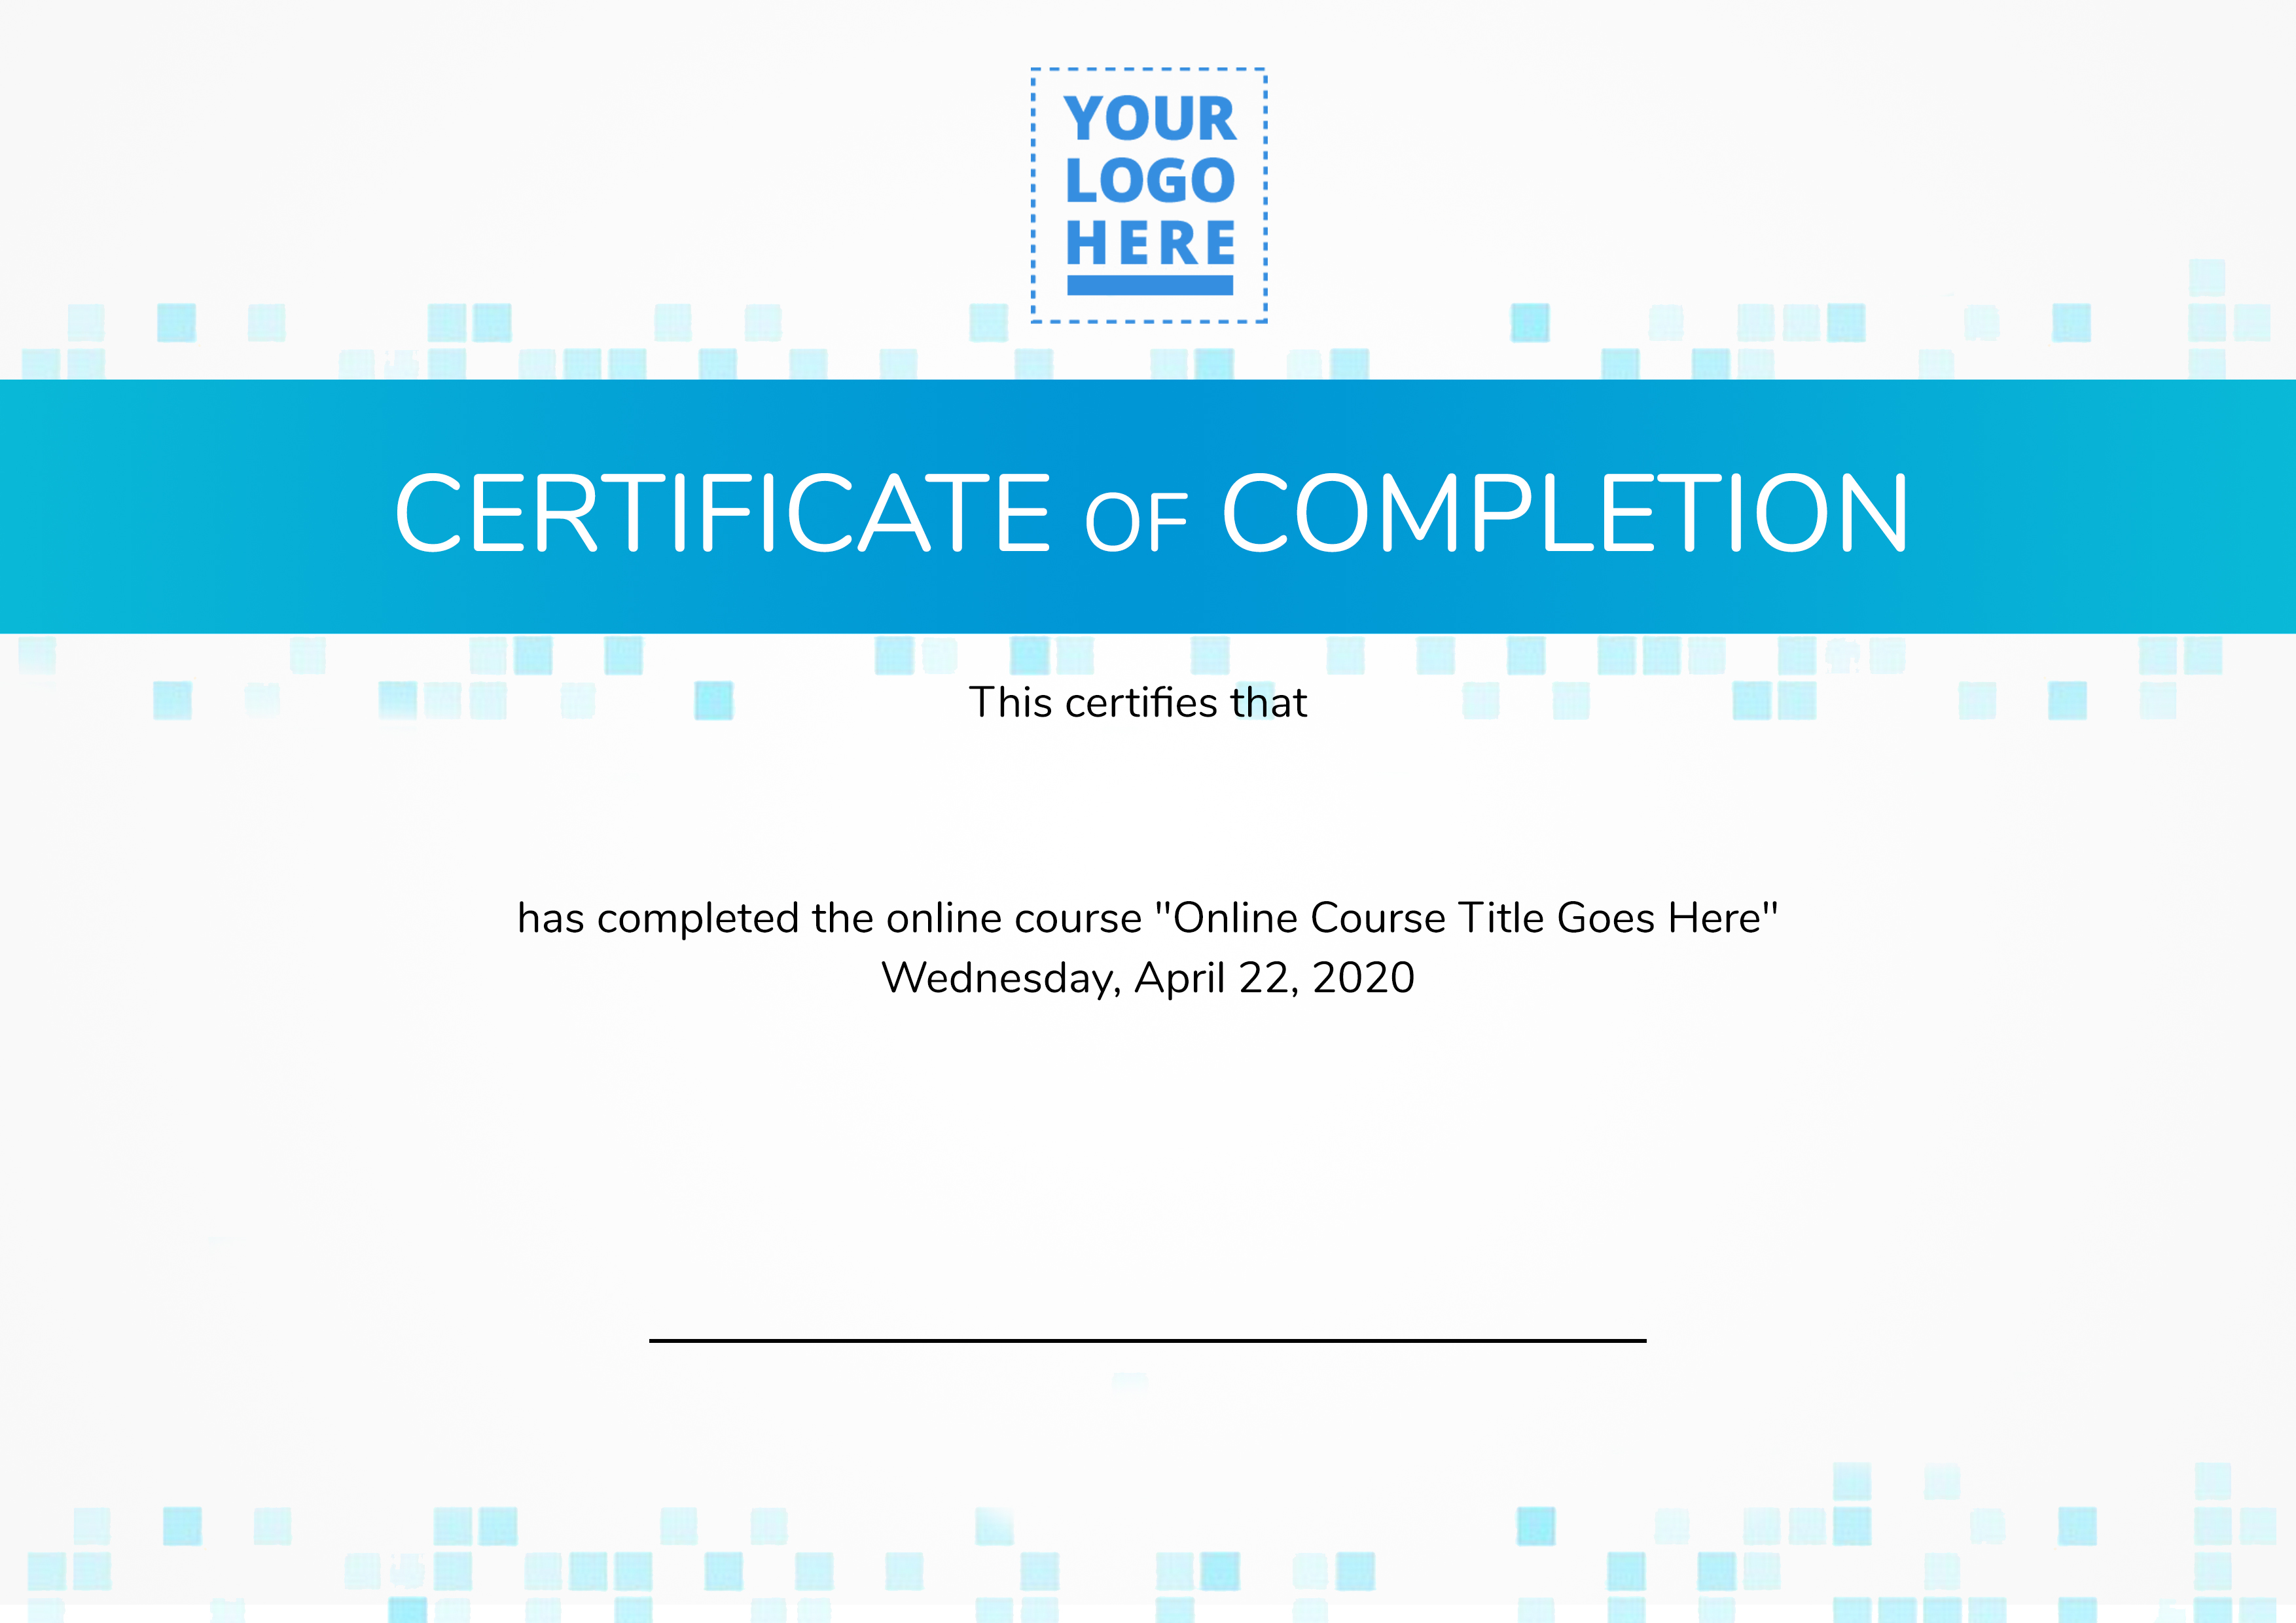 YOUR
LOGO
HERE
CERTIFICATE OF COMPLETION
This certifies that
has completed the online course "Online Course Title Goes Here"
Wednesday, April 22, 2020